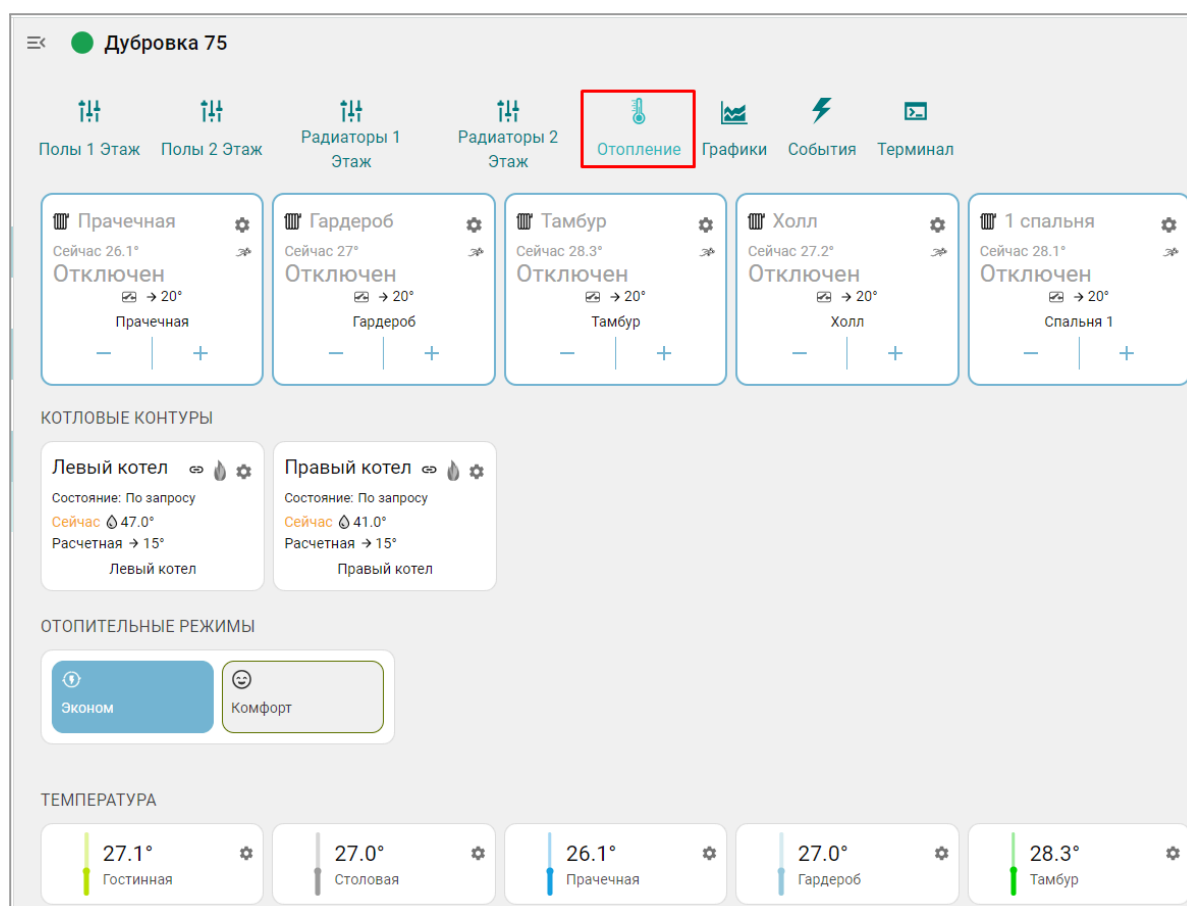 Дубровка 75
Полы 1 Этаж
Полы 2 Этаж
Радиаторы 1
Этаж
Радиаторы 2
Этаж
Отопление
Графики
События
Терминал
Прачечная
Сейчас 26.1°
Отключен
→ 20°
Прачечная
− +
Гардероб
Сейчас 27°
Отключен
→ 20°
Гардероб
− +
Тамбур
Сейчас 28.3°
Отключен
→ 20°
Тамбур
− +
Холл
Сейчас 27.2°
Отключен
→ 20°
Холл
− +
1 спальня
Сейчас 28.1°
Отключен
→ 20°
Спальня 1
− +
КОТЛОВЫЕ КОНТУРЫ
Левый котел
Состояние: По запросу
Сейчас 47.0°
Расчетная → 15°
Левый котел
Правый котел
Состояние: По запросу
Сейчас 41.0°
Расчетная → 15°
Правый котел
ОТОПИТЕЛЬНЫЕ РЕЖИМЫ
Эконом
Комфорт
ТЕМПЕРАТУРА
27.1°
Гостинная
27.0°
Столовая
26.1°
Прачечная
27.0°
Гардероб
28.3°
Тамбур